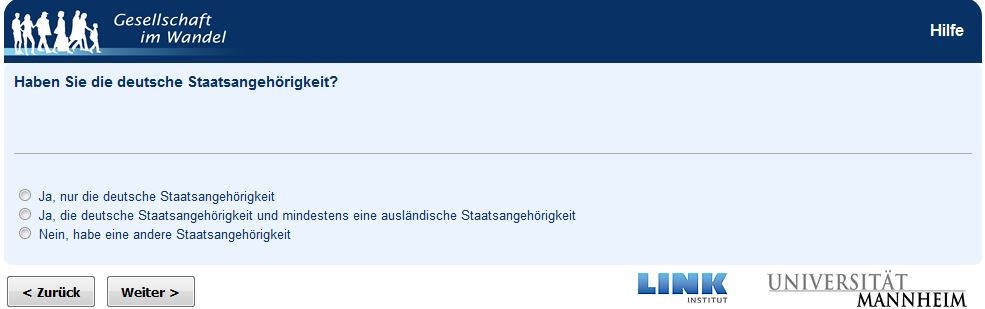 Gesellschaft
im Wandel
Hilfe
Haben Sie die deutsche Staatsangehörigkeit?
Ja, nur die deutsche Staatsangehörigkeit
Ja, die deutsche Staatsangehörigkeit und mindestens eine ausländische Staatsangehörigkeit
Nein, habe eine andere Staatsangehörigkeit
< Zurück
Weiter >
LINK
INSTITUT
UNIVERSITÄT
MANNHEIM